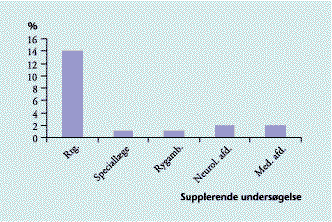 %
16
14
12
10
8
6
4
2
0
Rtg.
Speciallæge
Rygamb.
Neurol. afd.
Med. afd.
Supplerende undersøgelse